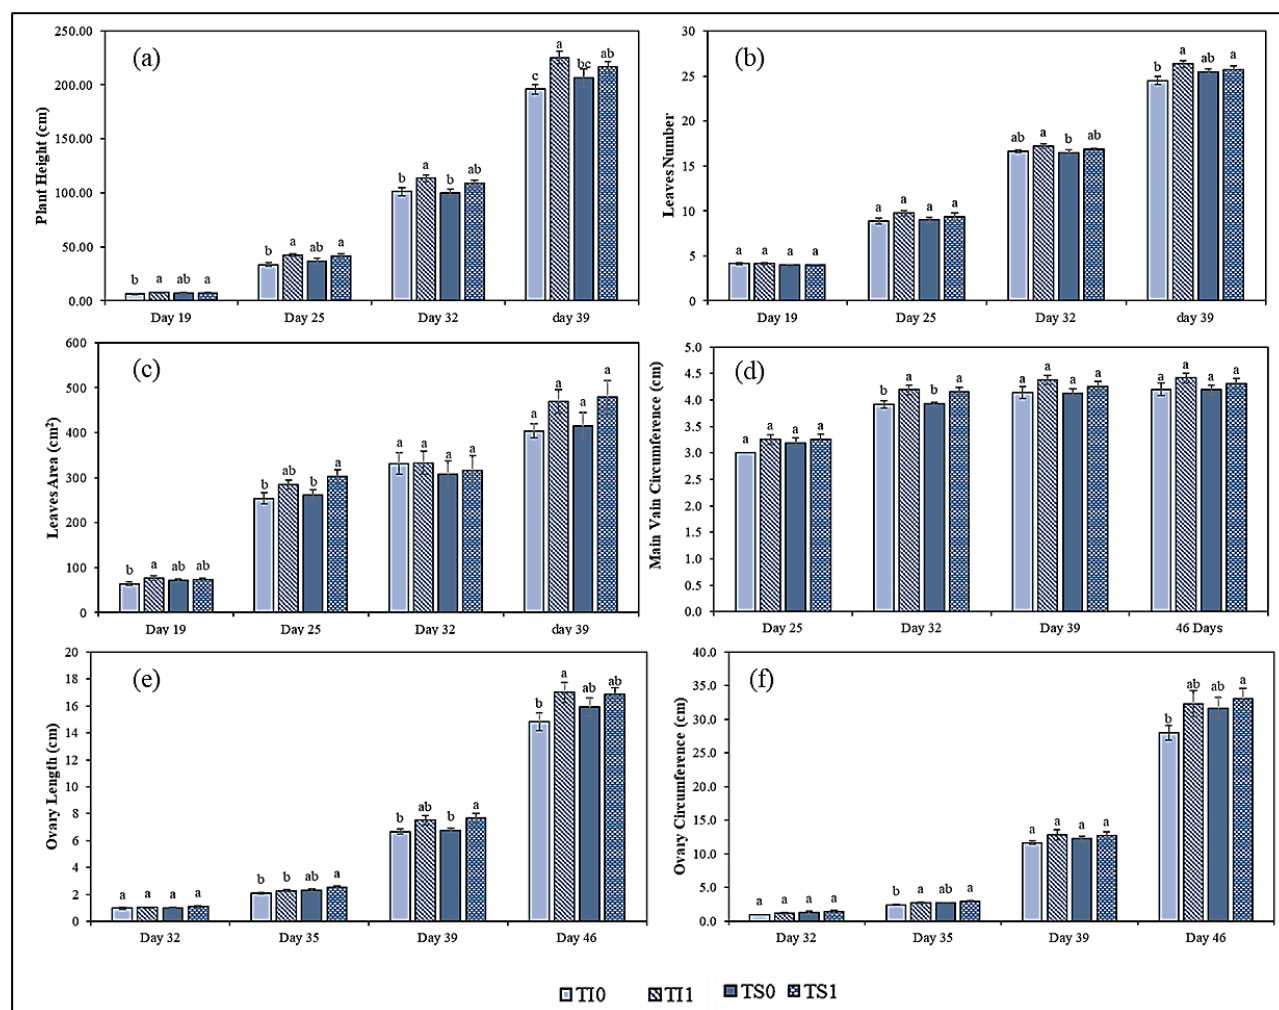 (a)
Plant Height (cm)
250.00
200.00
150.00
100.00
50.00
0.00
b a ab a
b a ab a
b a b ab
c a bc ab
Day 19 Day 25 Day 32 day 39
(b)
Leaves Number
30
25
20
15
10
5
0
a a a a
a a a a
ab a b ab
b a ab a
Day 19 Day 25 Day 32 day 39
(c)
Leaves Area (cm²)
600
500
400
300
200
100
0
b a ab ab
b ab b a
a a a a
a a a a
Day 19 Day 25 Day 32 day 39
(d)
Main Vain Circumference (cm)
5.0
4.5
4.0
3.5
3.0
2.5
2.0
1.5
1.0
0.5
0.0
a a a a
b a b a
a a a a
a a a a
Day 25 Day 32 Day 39 46 Days
(e)
Ovary Length (cm)
20
18
16
14
12
10
8
6
4
2
0
a a a a
b b ab a
b ab b a
b a ab ab
Day 32 Day 35 Day 39 Day 46
(f)
Ovary Circumference (cm)
40.0
35.0
30.0
25.0
20.0
15.0
10.0
5.0
0.0
a a a a
b a ab a
a a a a
b ab ab a
Day 32 Day 35 Day 39 Day 46
TI0 TI1 TS0 TS1